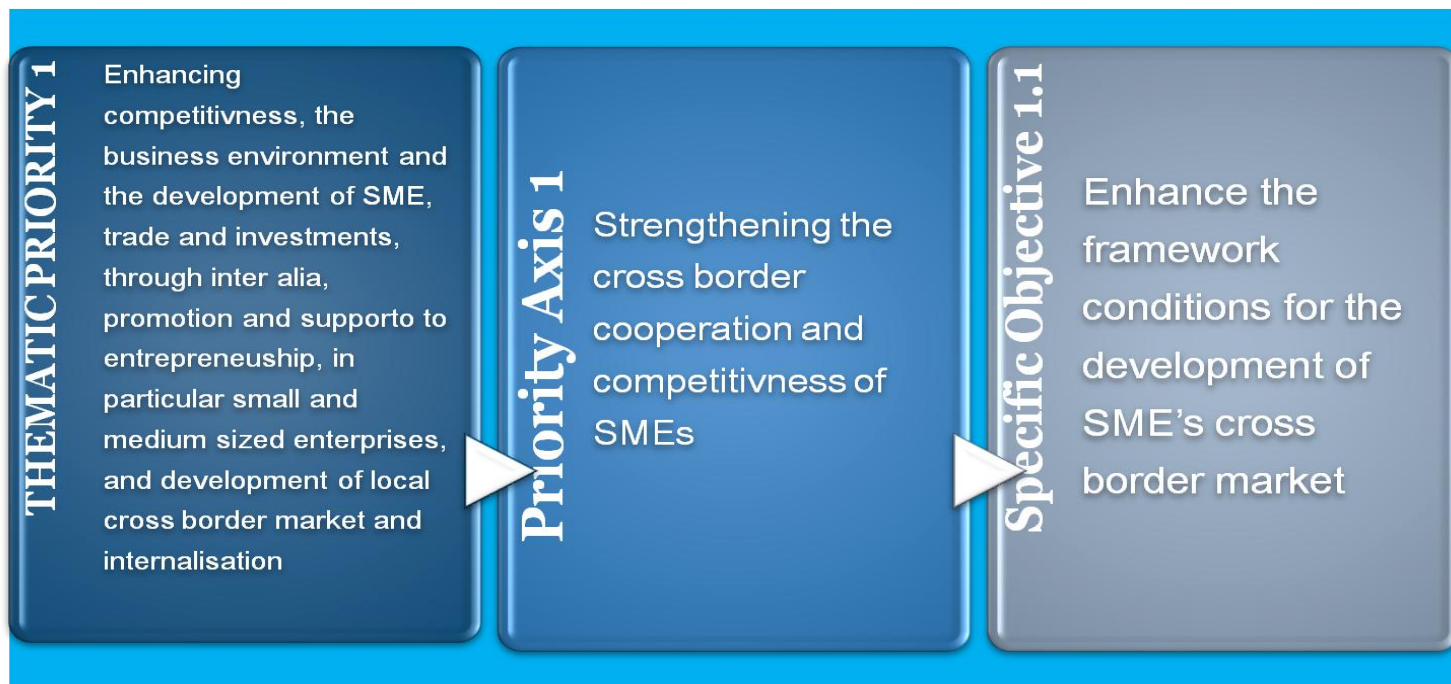 THEMATIC PRIORITY 1
Enhancing
competitivness, the
business environment and
the development of SME,
trade and investments,
through inter alia,
promotion and supporto to
entrepreneuship, in
particular small and
medium sized enterprises,
and development of local
cross border market and
internalisation
Priority Axis 1
Strengthening the
cross border
cooperation and
competitivness of
SMEs
Specific Objective 1.1
Enhance the
framework
conditions for the
development of
SME’s cross
border market